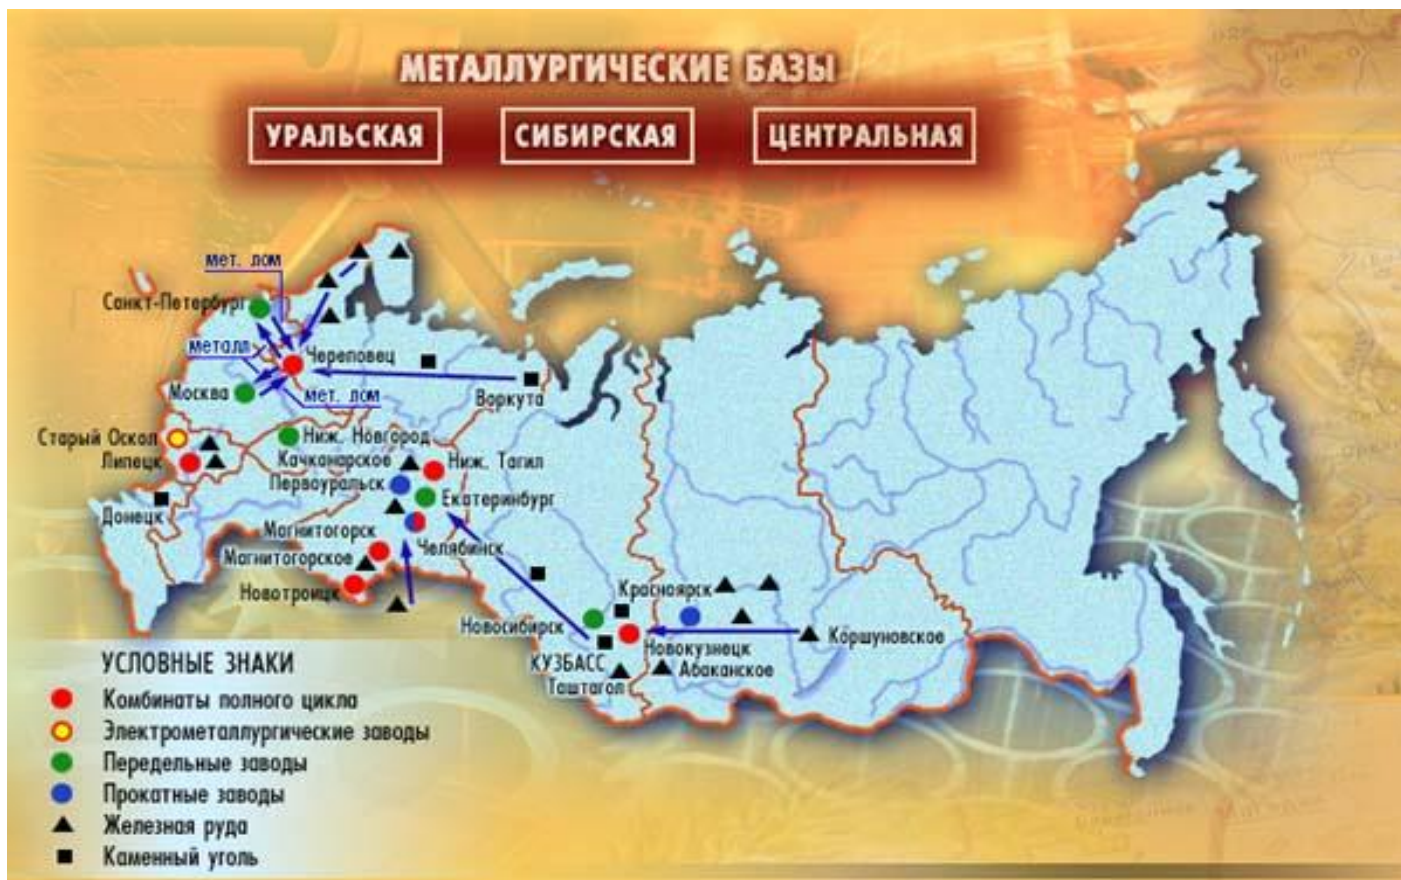 МЕТАЛЛУРГИЧЕСКИЕ БАЗЫ
УРАЛЬСКАЯ
СИБИРСКАЯ
ЦЕНТРАЛЬНАЯ
мет. лом
Санкт-Петербург
металл
Череповец
Москва
мет. лом
Воркута
Старый Оскол
Ниж. Новгород
Липецк
Качканарское
Ниж. Тагил
Первоуральск
Екатеринбург
Донецк
Магнитогорск
Челябинск
Магнитогорское
Новотроицк
Красноярск
Новосибирск
Коршуновское
Новокузнецк
КУЗБАСС
Абаканское
Таштагол
УСЛОВНЫЕ ЗНАКИ
Комбинаты полного цикла
Электрометаллургические заводы
Передельные заводы
Прокатные заводы
Железная руда
Каменный уголь